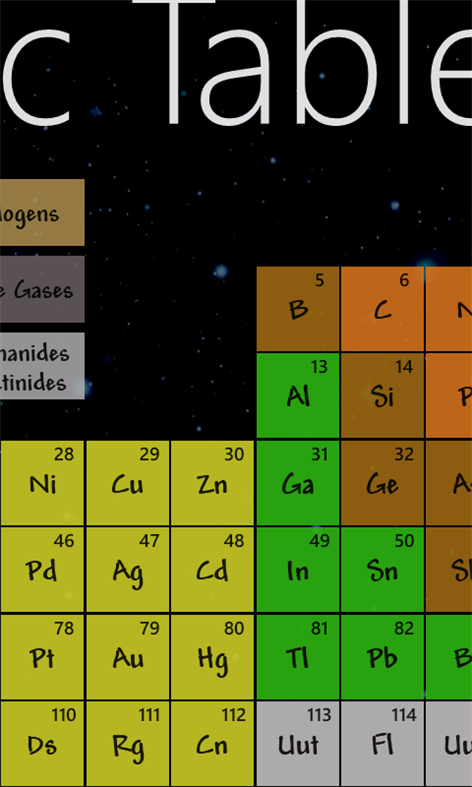 c Table
logens
e Gases
hanides
tinides
5 6
B C N
13 14
Al Si P
28 29 30 31 32
Ni Cu Zn Ga Ge A
46 47 48 49 50
Pd Ag Cd In Sn S
78 79 80 81 82
Pt Au Hg Tl Pb B
110 111 112 113 114
Ds Rg Cn Uut Fl Uu